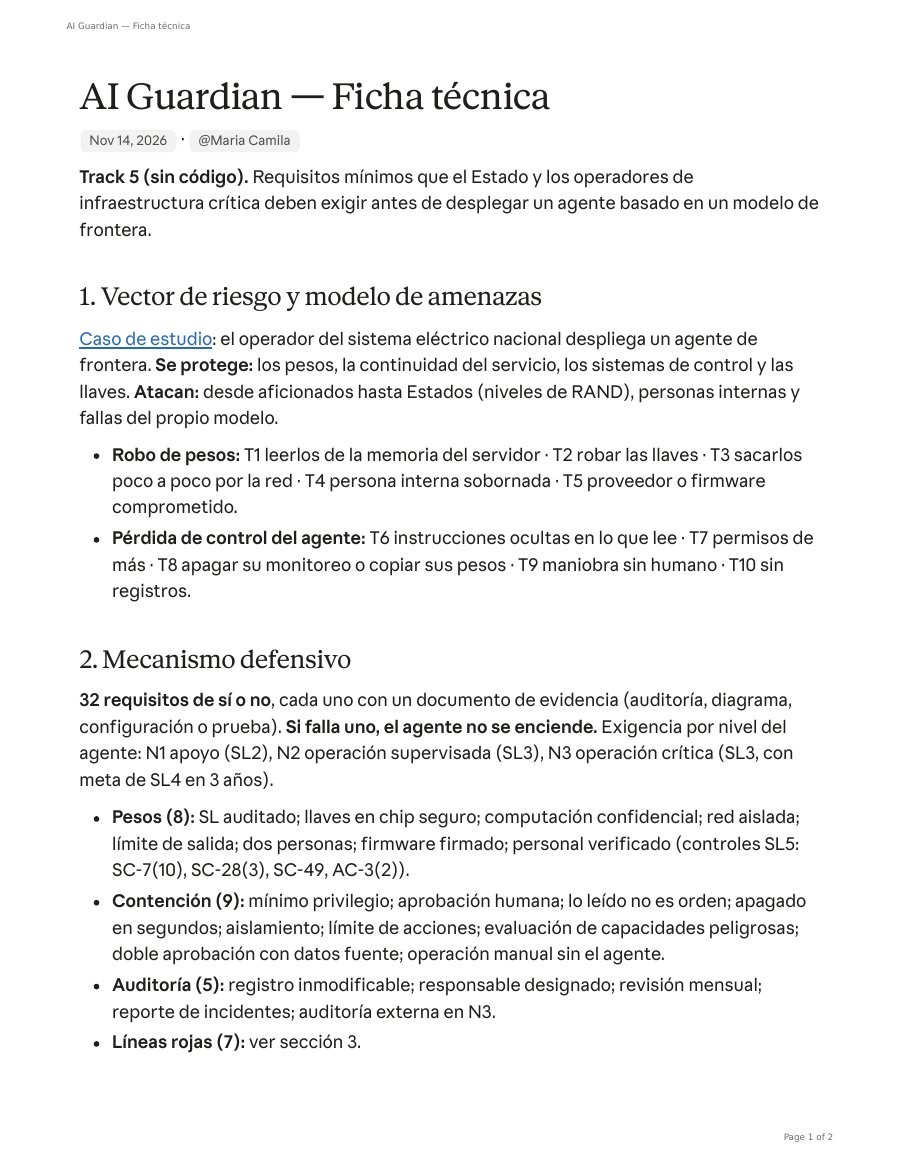 AI Guardian — Ficha técnica
AI Guardian — Ficha técnica
Nov 14, 2026 · @Maria Camila
Track 5 (sin código). Requisitos mínimos que el Estado y los operadores de
infraestructura crítica deben exigir antes de desplegar un agente basado en un modelo de
frontera.
1. Vector de riesgo y modelo de amenazas
Caso de estudio: el operador del sistema eléctrico nacional despliega un agente de
frontera. Se protege: los pesos, la continuidad del servicio, los sistemas de control y las
llaves. Atacan: desde aficionados hasta Estados (niveles de RAND), personas internas y
fallas del propio modelo.
• Robo de pesos: T1 leerlos de la memoria del servidor · T2 robar las llaves · T3 sacarlos
poco a poco por la red · T4 persona interna sobornada · T5 proveedor o firmware
comprometido.
• Pérdida de control del agente: T6 instrucciones ocultas en lo que lee · T7 permisos de
más · T8 apagar su monitoreo o copiar sus pesos · T9 maniobra sin humano · T10 sin
registros.
2. Mecanismo defensivo
32 requisitos de sí o no, cada uno con un documento de evidencia (auditoría, diagrama,
configuración o prueba). Si falla uno, el agente no se enciende. Exigencia por nivel del
agente: N1 apoyo (SL2), N2 operación supervisada (SL3), N3 operación crítica (SL3, con
meta de SL4 en 3 años).
• Pesos (8): SL auditado; llaves en chip seguro; computación confidencial; red aislada;
límite de salida; dos personas; firmware firmado; personal verificado (controles SL5:
SC-7(10), SC-28(3), SC-49, AC-3(2)).
• Contención (9): mínimo privilegio; aprobación humana; lo leído no es orden; apagado
en segundos; aislamiento; límite de acciones; evaluación de capacidades peligrosas;
doble aprobación con datos fuente; operación manual sin el agente.
• Auditoría (5): registro inmodificable; responsable designado; revisión mensual;
reporte de incidentes; auditoría externa en N3.
• Líneas rojas (7): ver sección 3.
Page 1 of 2